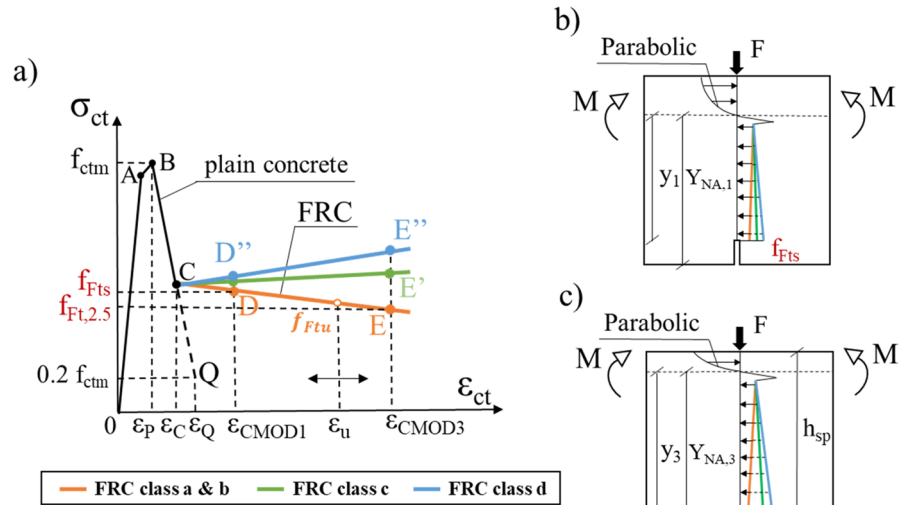 a)
σct
fctm
A
B
plain concrete
FRC
D’’
E’’
C
fFts
D
E’
fFt,2.5
fFtu
E
0.2 fctm
Q
εct
0
εP
εC
εQ
εCMOD1
εu
εCMOD3
FRC class a & b
FRC class c
FRC class d
b)
Parabolic
F
M
M
y1
YNA,1
fFts
c)
Parabolic
F
M
M
hsp
y3
YNA,3